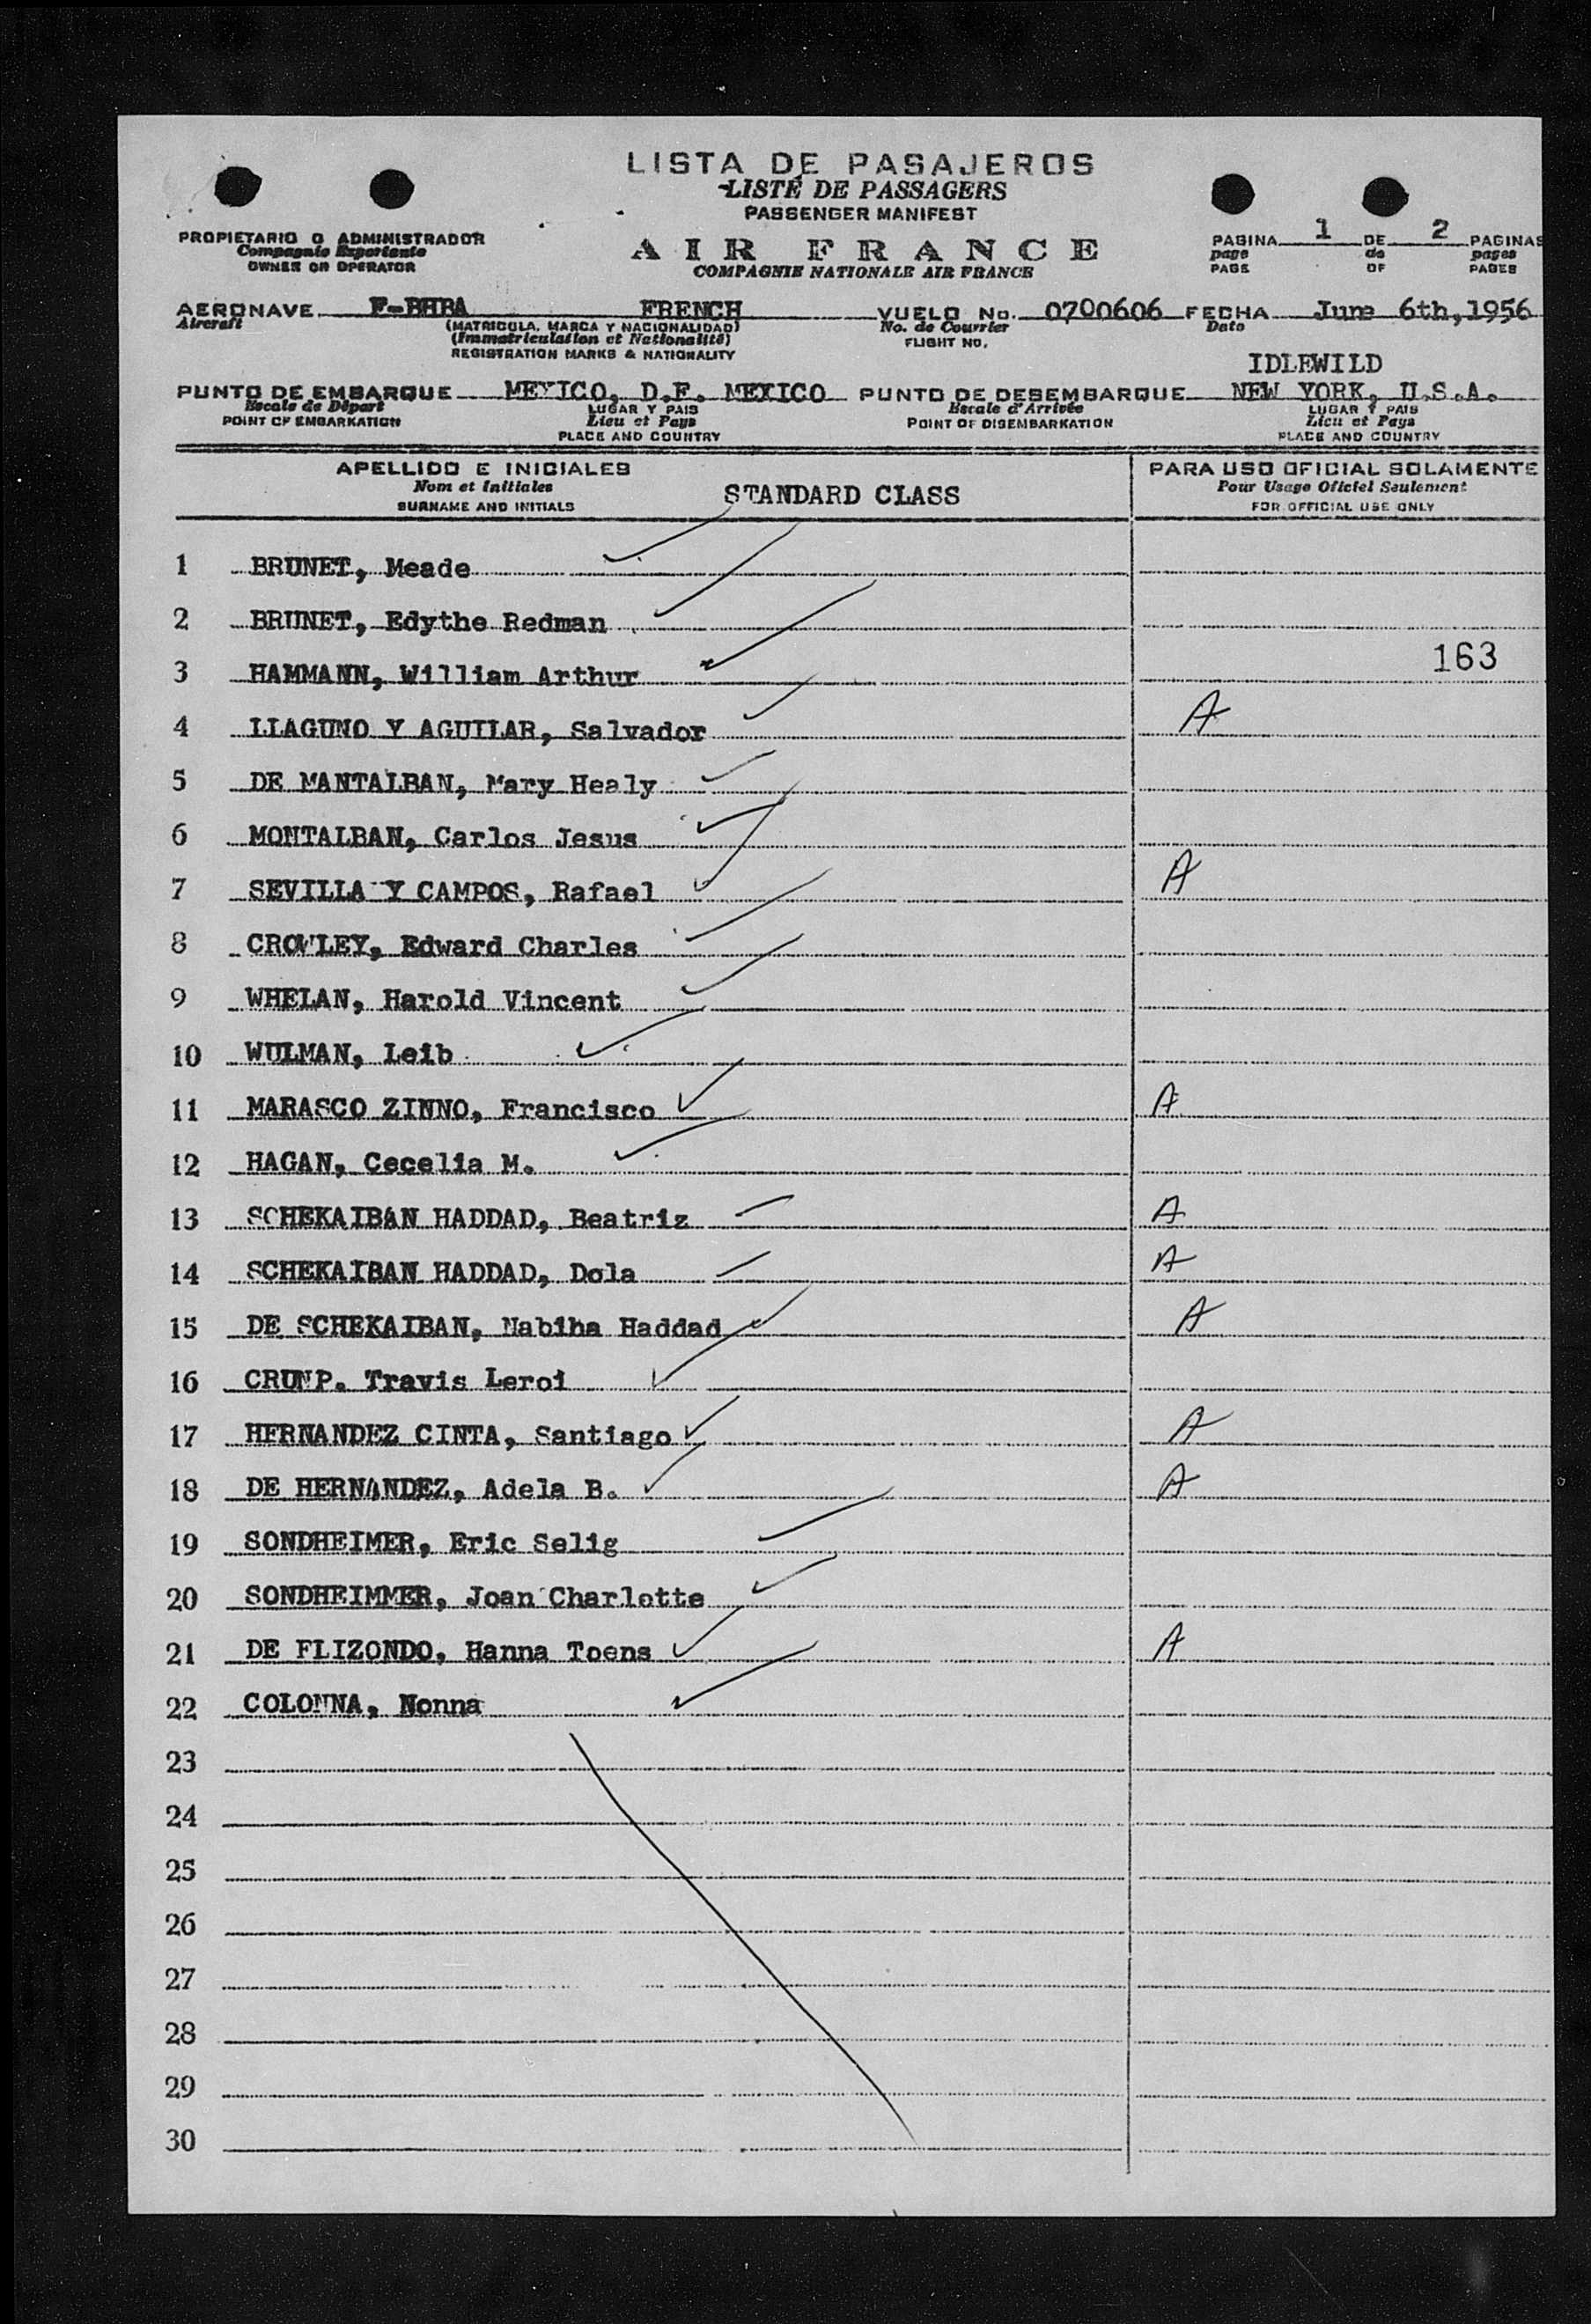 LISTA DE PASAJEROS
LISTE DE PASSAGERS
PASSENGER MANIFEST
PROPIETARIO O ADMINISTRADOR
Compagnie Exportante
OWNER OR OPERATOR
AIR FRANCE
COMPAGNIE NATIONALE AIR FRANCE
PAGINA 1 DE 2 PAGINAS
page de pages
PAGE OF PAGES
AERONAVE F-BHBA FRENCH VUELO No. 0700606 FECHA June 6th, 1956
Aircraft (MATRICULA, MARCA Y NACIONALIDAD) No. de Courrier Date
(Immatriculation et Nationalité) FLIGHT NO.
REGISTRATION MARKS & NATIONALITY
IDLEWILD
PUNTO DE EMBARQUE MEXICO, D.F. MEXICO PUNTO DE DESEMBARQUE NEW YORK, U.S.A.
Escale de Départ LUGAR Y PAIS Escale d'Arrivée LUGAR Y PAIS
POINT OF EMBARKATION Lieu et Pays POINT OF DISEMBARKATION Lieu et Pays
PLACE AND COUNTRY PLACE AND COUNTRY
APELLIDO E INICIALES PARA USO OFICIAL SOLAMENTE
Nom et Initiales STANDARD CLASS Pour Usage Oficiel Seulement
SURNAME AND INITIALS FOR OFFICIAL USE ONLY
1 BRUNET, Meade
2 BRUNET, Edythe Redman
163
3 HAMMANN, William Arthur
4 LLAGUNO Y AGUILAR, Salvador A
5 DE MANTALBAN, Mary Healy
6 MONTALBAN, Carlos Jesus
7 SEVILLA Y CAMPOS, Rafael A
8 CROWLEY, Edward Charles
9 WHELAN, Harold Vincent
10 WULMAN, Leib
11 MARASCO ZINNO, Francisco A
12 HAGAN, Cecelia M.
13 SCHEKAIBAN HADDAD, Beatriz A
14 SCHEKAIBAN HADDAD, Dola A
15 DE SCHEKAIBAN, Nabiha Haddad A
16 CRUMP. Travis Leroi
17 HERNANDEZ CINTA, Santiago A
18 DE HERNANDEZ, Adela B. A
19 SONDHEIMER, Eric Selig
20 SONDHEIMMER, Joan Charlotte
21 DE FLIZONDO, Hanna Toens A
22 COLONNA, Nonna
23
24
25
26
27
28
29
30